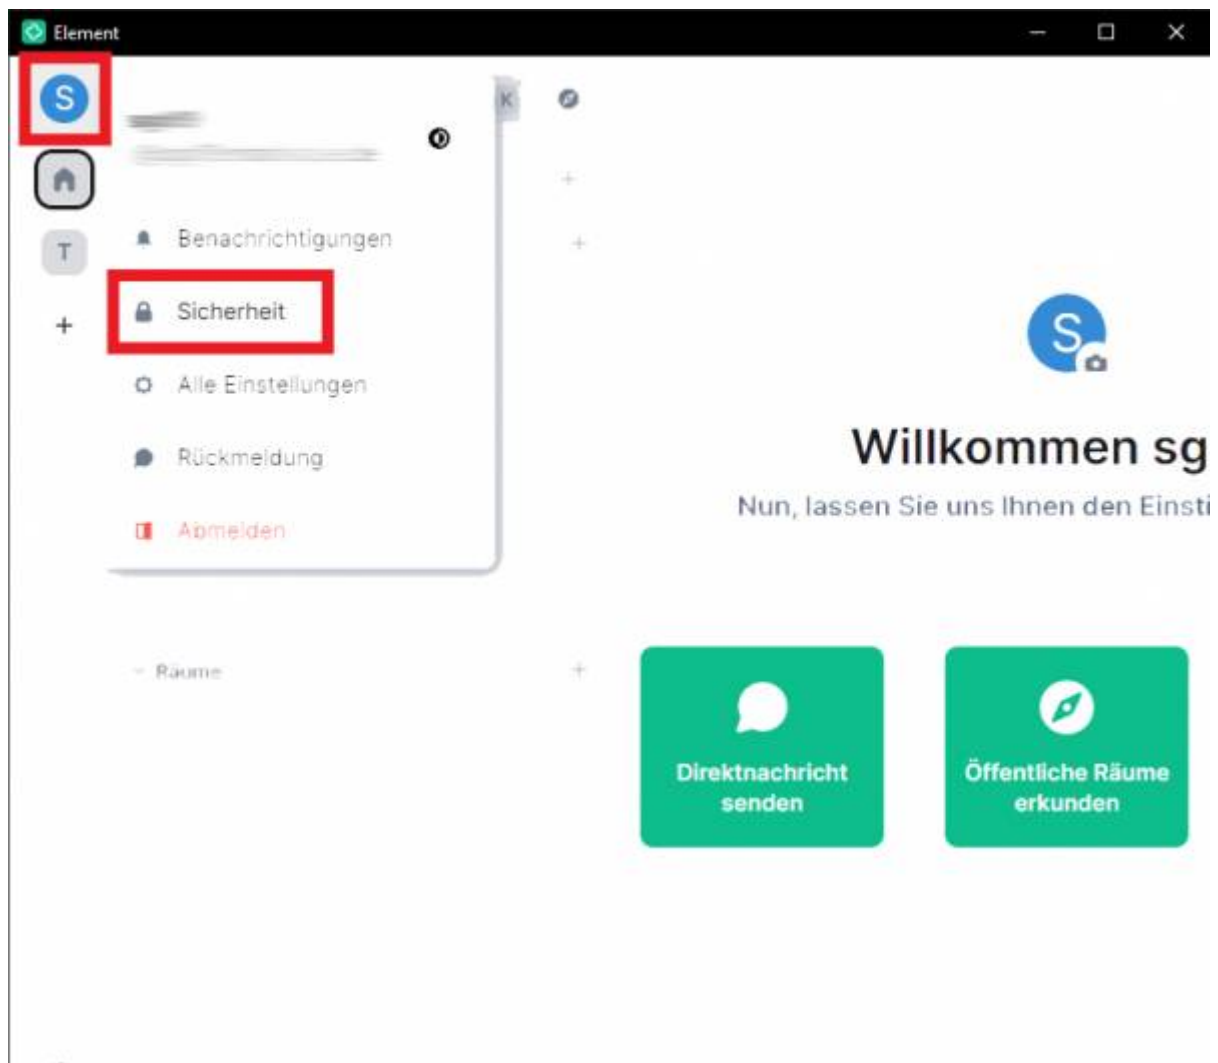 Element
S
K
T
Benachrichtigungen
Sicherheit
Alle Einstellungen
Rückmeldung
Abmelden
Räume
S
Willkommen sg
Nun, lassen Sie uns Ihnen den Einsti
Direktnachricht
senden
Öffentliche Räume
erkunden